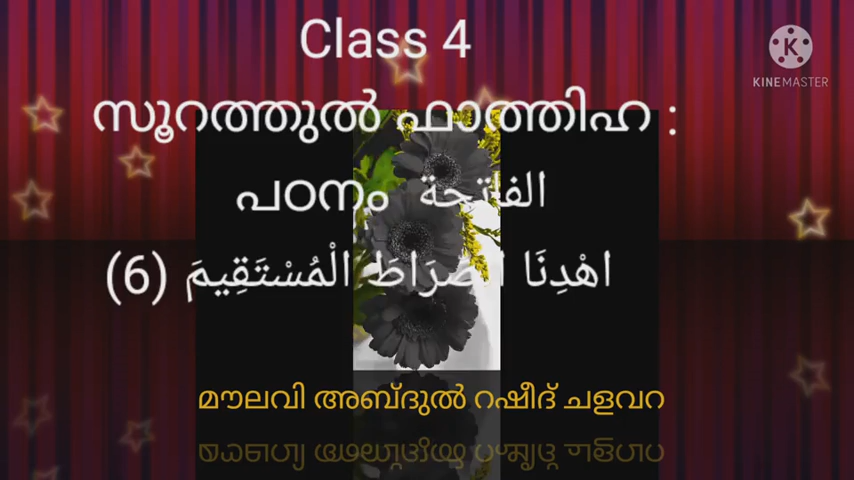 Class 4
KINEMASTER
സൂറത്തുൽ ഫാത്തിഹ :
പഠനം الفاتحة
اهْدِنَا الصِّرَاطَ الْمُسْتَقِيمَ (6)
മൗലവി അബ്ദുൽ റഷീദ് ചളവറ